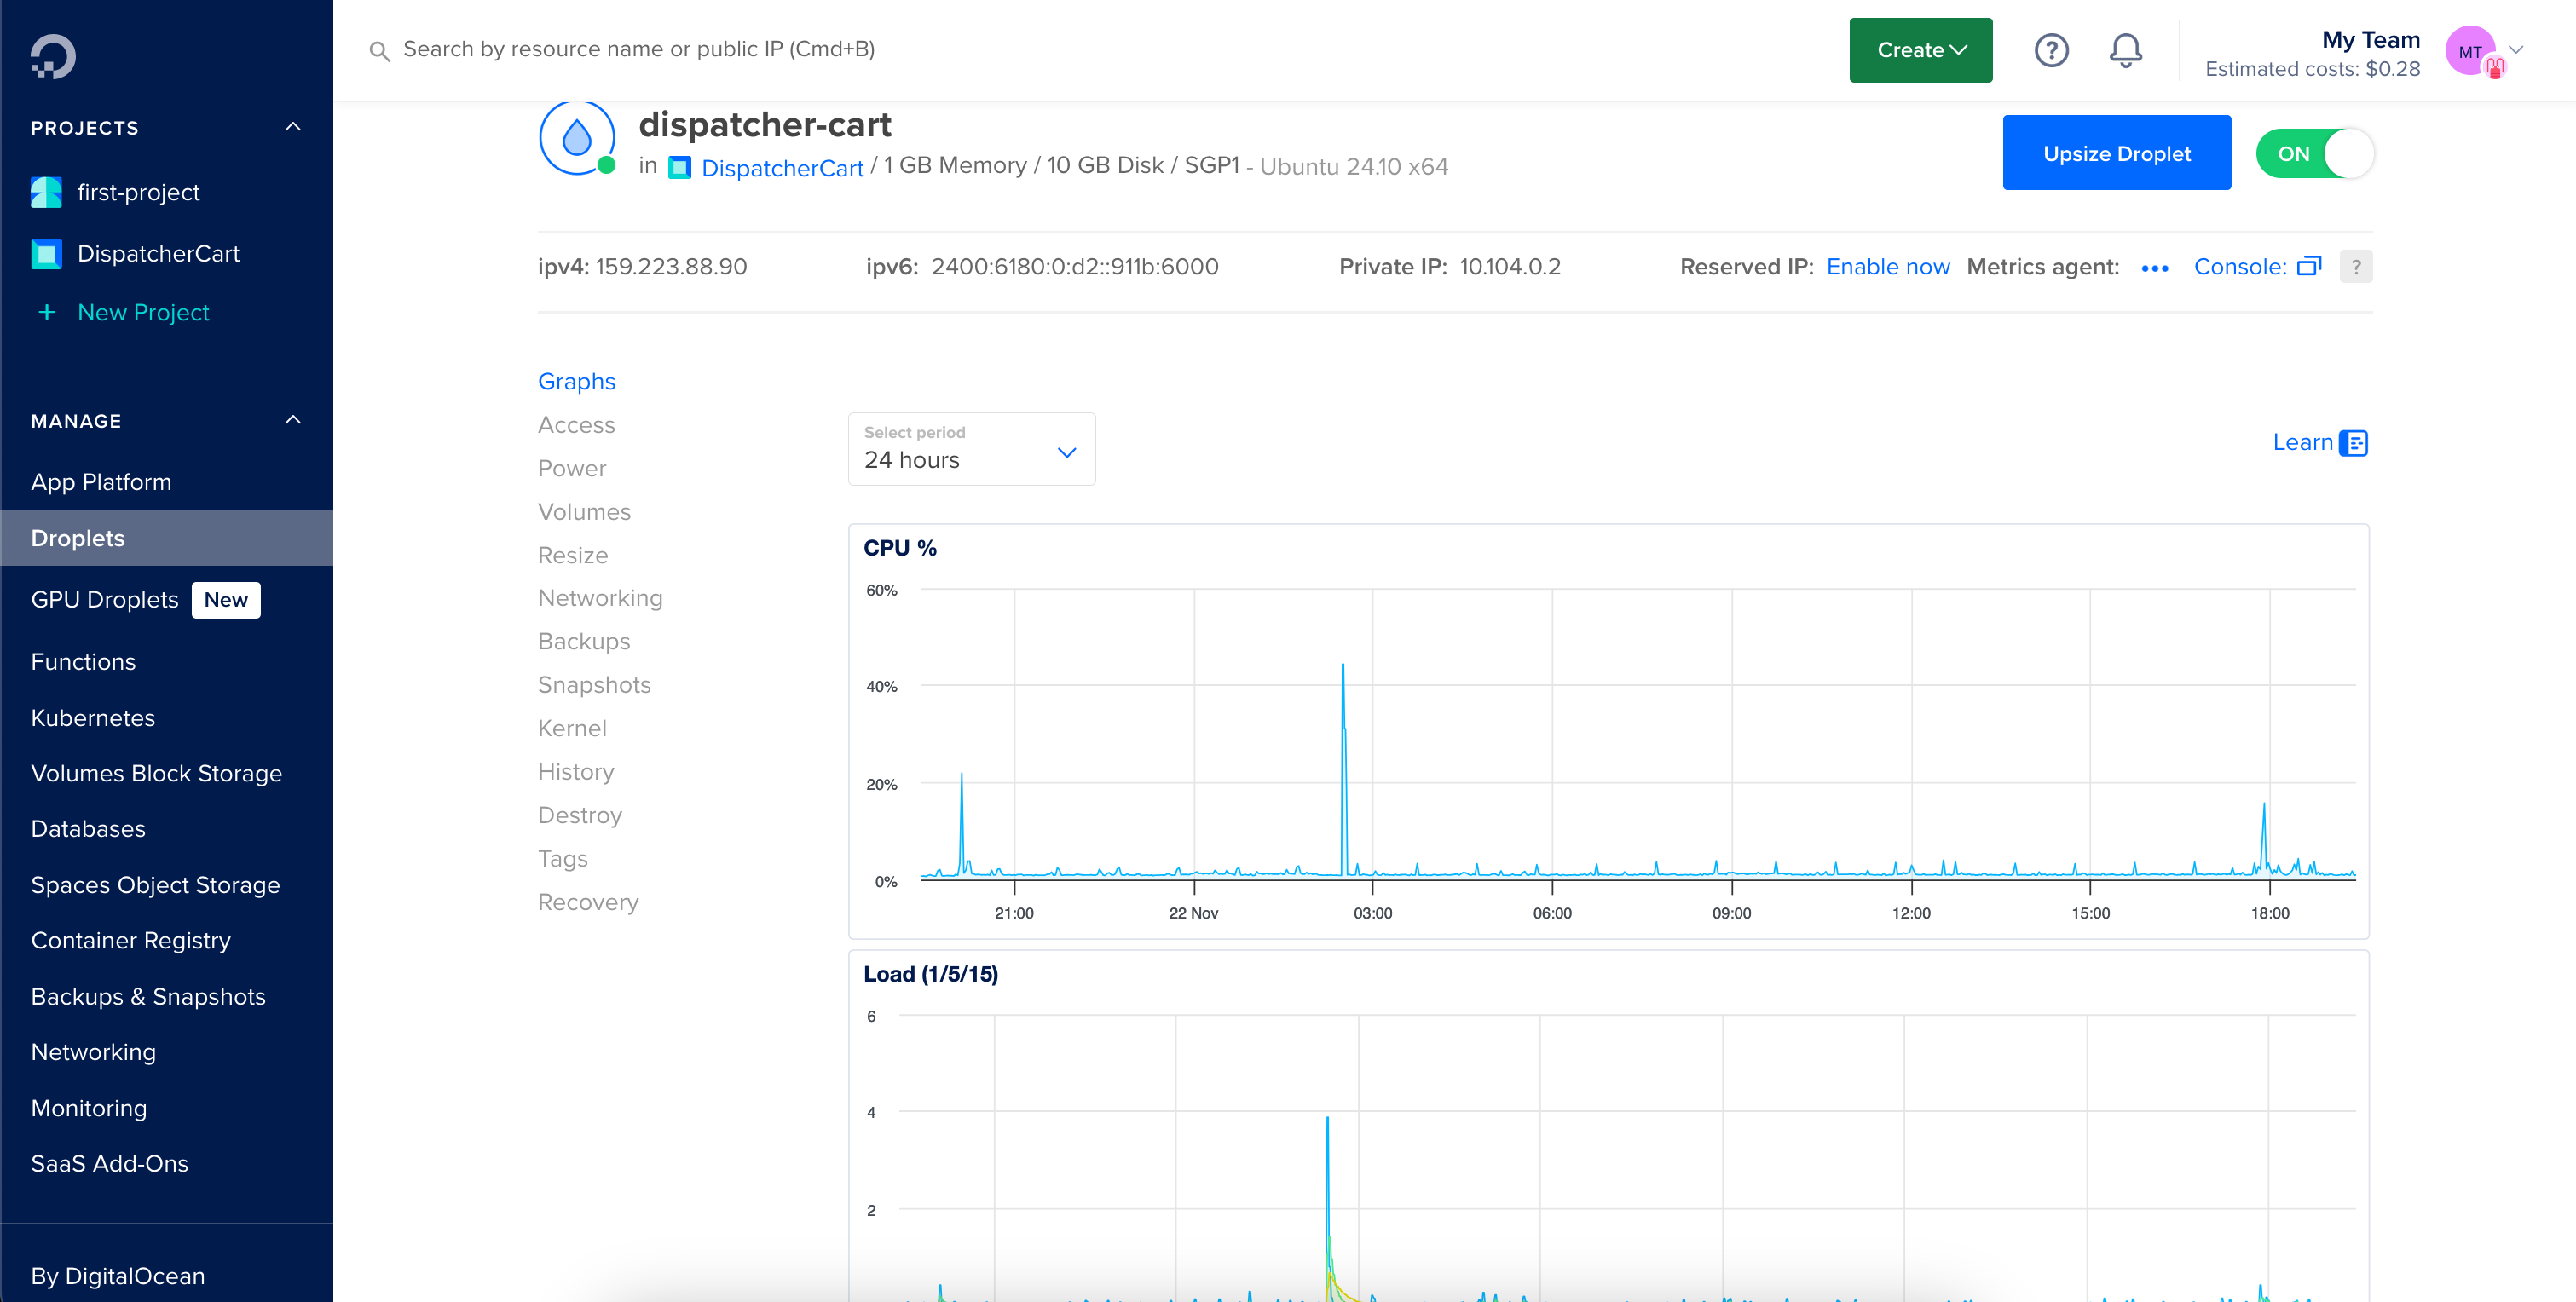 Search by resource name or public IP (Cmd+B)
Create
My Team
Estimated costs: $0.28
MT
PROJECTS
first-project
DispatcherCart
+ New Project
MANAGE
App Platform
Droplets
GPU Droplets New
Functions
Kubernetes
Volumes Block Storage
Databases
Spaces Object Storage
Container Registry
Backups & Snapshots
Networking
Monitoring
SaaS Add-Ons
By DigitalOcean
dispatcher-cart
in DispatcherCart / 1 GB Memory / 10 GB Disk / SGP1 - Ubuntu 24.10 x64
Upsize Droplet
ON
ipv4: 159.223.88.90 ipv6: 2400:6180:0:d2::911b:6000 Private IP: 10.104.0.2 Reserved IP: Enable now Metrics agent: ••• Console: ?
Graphs
Access
Power
Volumes
Resize
Networking
Backups
Snapshots
Kernel
History
Destroy
Tags
Recovery
Select period
24 hours
Learn
CPU %
60%
40%
20%
0%
21:00 22 Nov 03:00 06:00 09:00 12:00 15:00 18:00
Load (1/5/15)
6
4
2